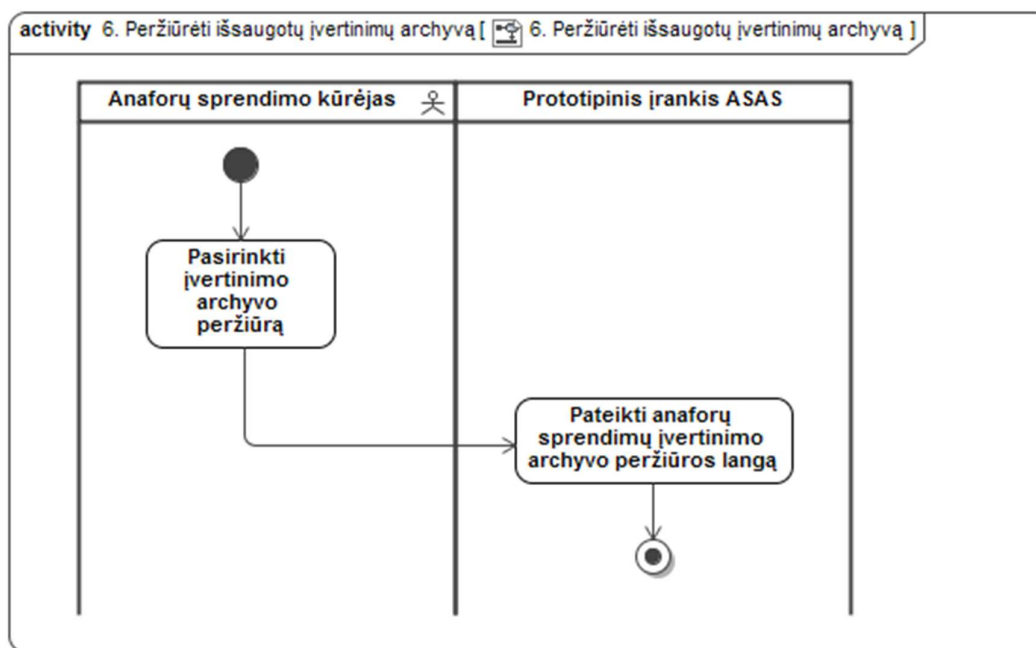 activity 6. Peržiūrėti išsaugotų įvertinimų archyvą [ 6. Peržiūrėti išsaugotų įvertinimų archyvą ]
Anaforų sprendimo kūrėjas
Prototipinis įrankis ASAS
Pasirinkti
įvertinimo
archyvo
peržiūrą
Pateikti anaforų
sprendimų įvertinimo
archyvo peržiūros langą